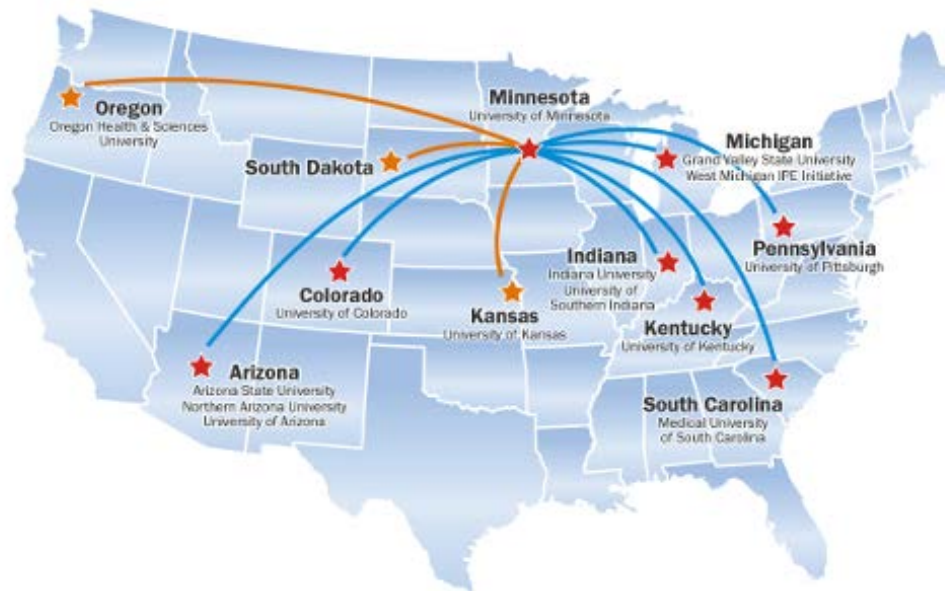 Minnesota
University of Minnesota
Oregon
Oregon Health & Sciences
University
South Dakota
Michigan
Grand Valley State University
West Michigan IPE Initiative
Pennsylvania
University of Pittsburgh
Indiana
Indiana University
University of
Southern Indiana
Colorado
University of Colorado
Kansas
University of Kansas
Kentucky
University of Kentucky
Arizona
Arizona State University
Northern Arizona University
University of Arizona
South Carolina
Medical University
of South Carolina